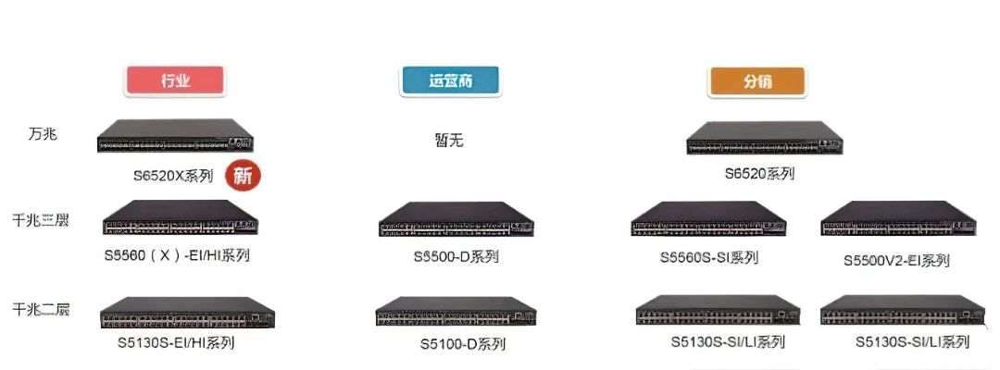 行业 运营商 分销
万兆 暂无
S6520X系列 新 S6520系列
千兆三层
S5560（X）-EI/HI系列 S5500-D系列 S5560S-SI系列 S5500V2-EI系列
千兆二层
S5130S-EI/HI系列 S5100-D系列 S5130S-SI/LI系列 S5130S-SI/LI系列